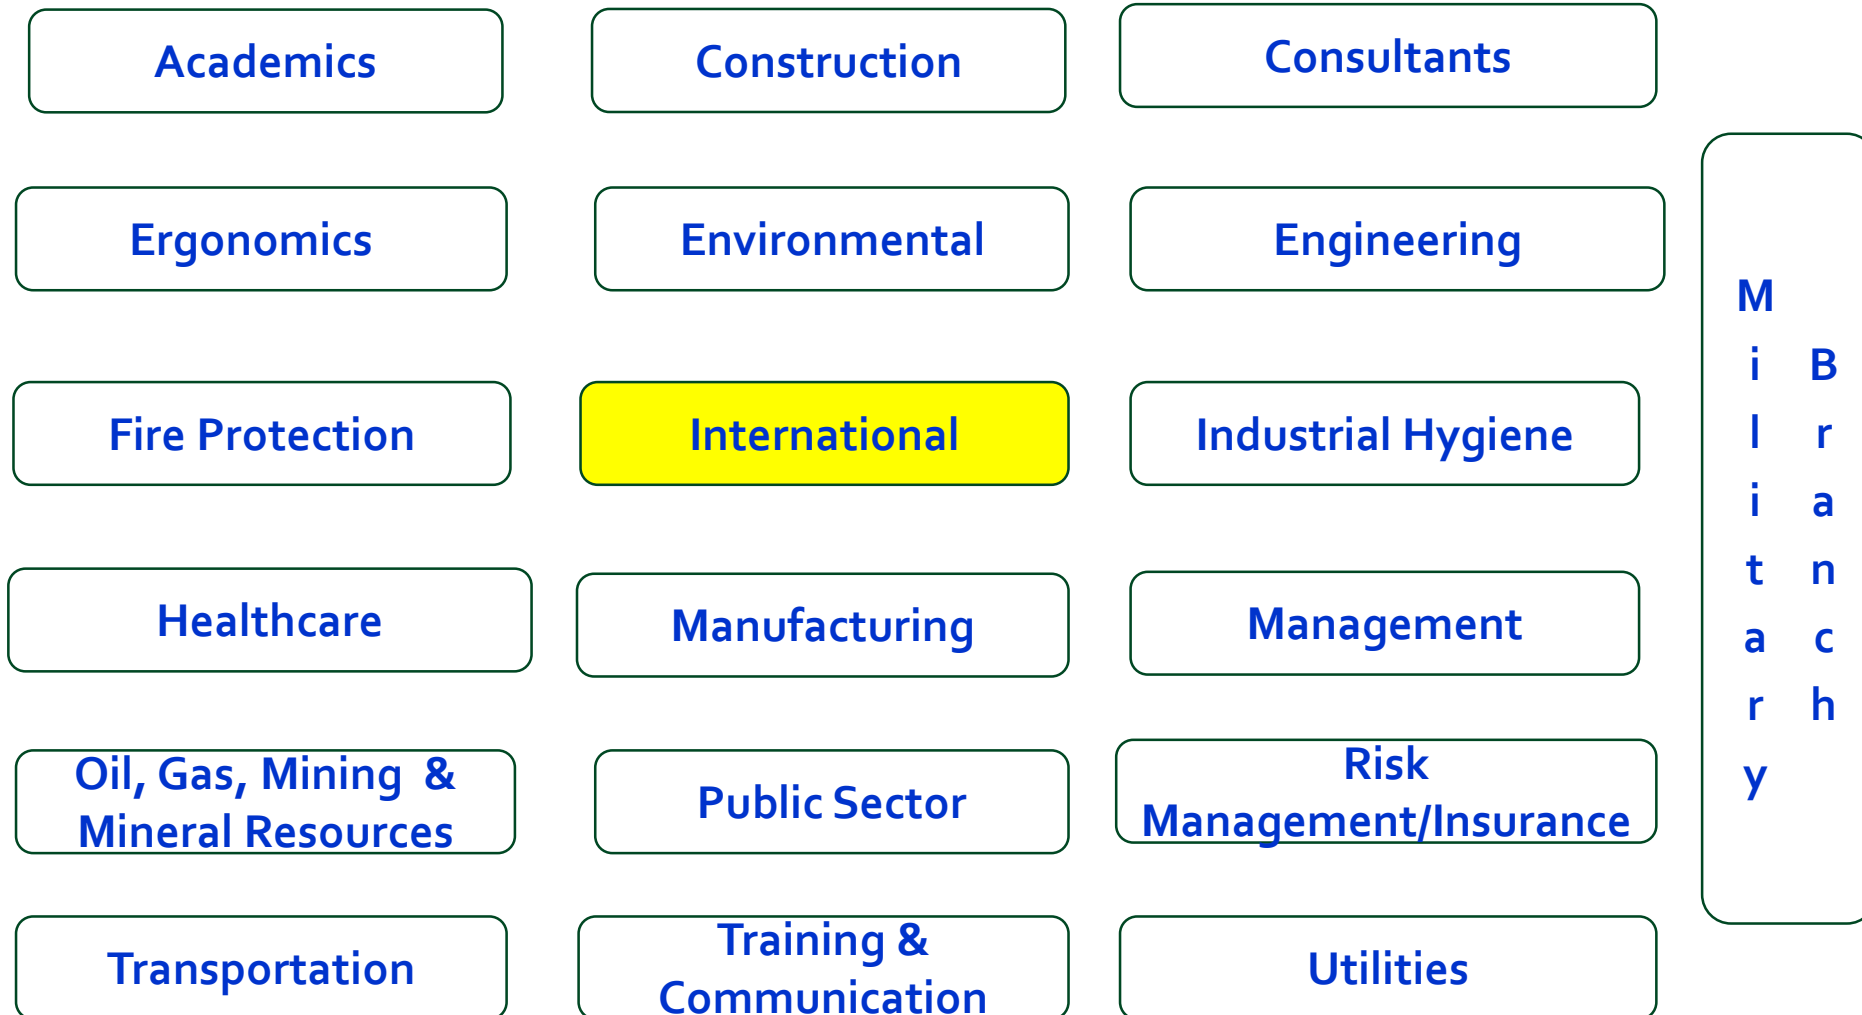 Academics
Construction
Consultants
Ergonomics
Environmental
Engineering
Fire Protection
International
Industrial Hygiene
Healthcare
Manufacturing
Management
Oil, Gas, Mining &
Mineral Resources
Public Sector
Risk
Management/Insurance
Transportation
Training &
Communication
Utilities
Military
Branch